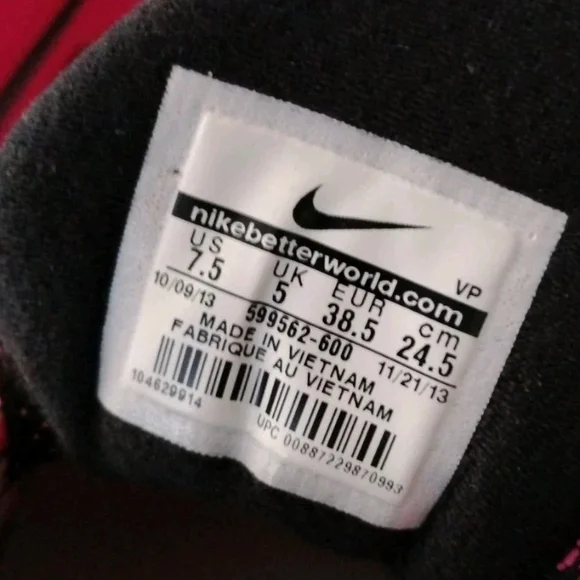 nikebetterworld.com
VP
US UK EUR cm
7.5 5 38.5 24.5
10/09/13 599562-600 11/21/13
MADE IN VIETNAM
FABRIQUE AU VIETNAM
104629914
UPC 00887229870993